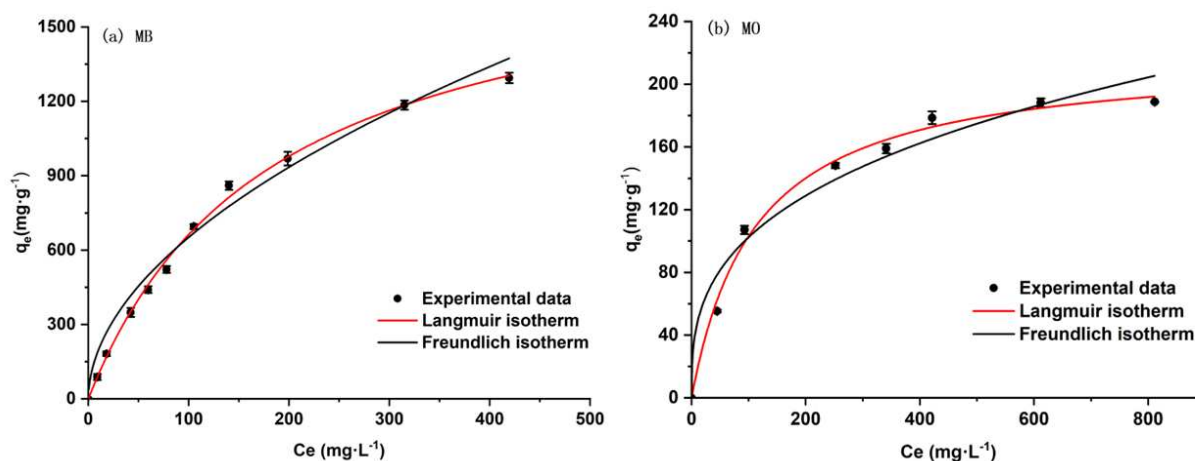 (a) MB
1500
1200
900
600
300
0
qe(mg·g⁻¹)
Experimental data
Langmuir isotherm
Freundlich isotherm
0 100 200 300 400 500
Ce (mg·L⁻¹)
(b) MO
240
200
160
120
80
40
0
qe(mg·g⁻¹)
Experimental data
Langmuir isotherm
Freundlich isotherm
0 200 400 600 800
Ce (mg·L⁻¹)